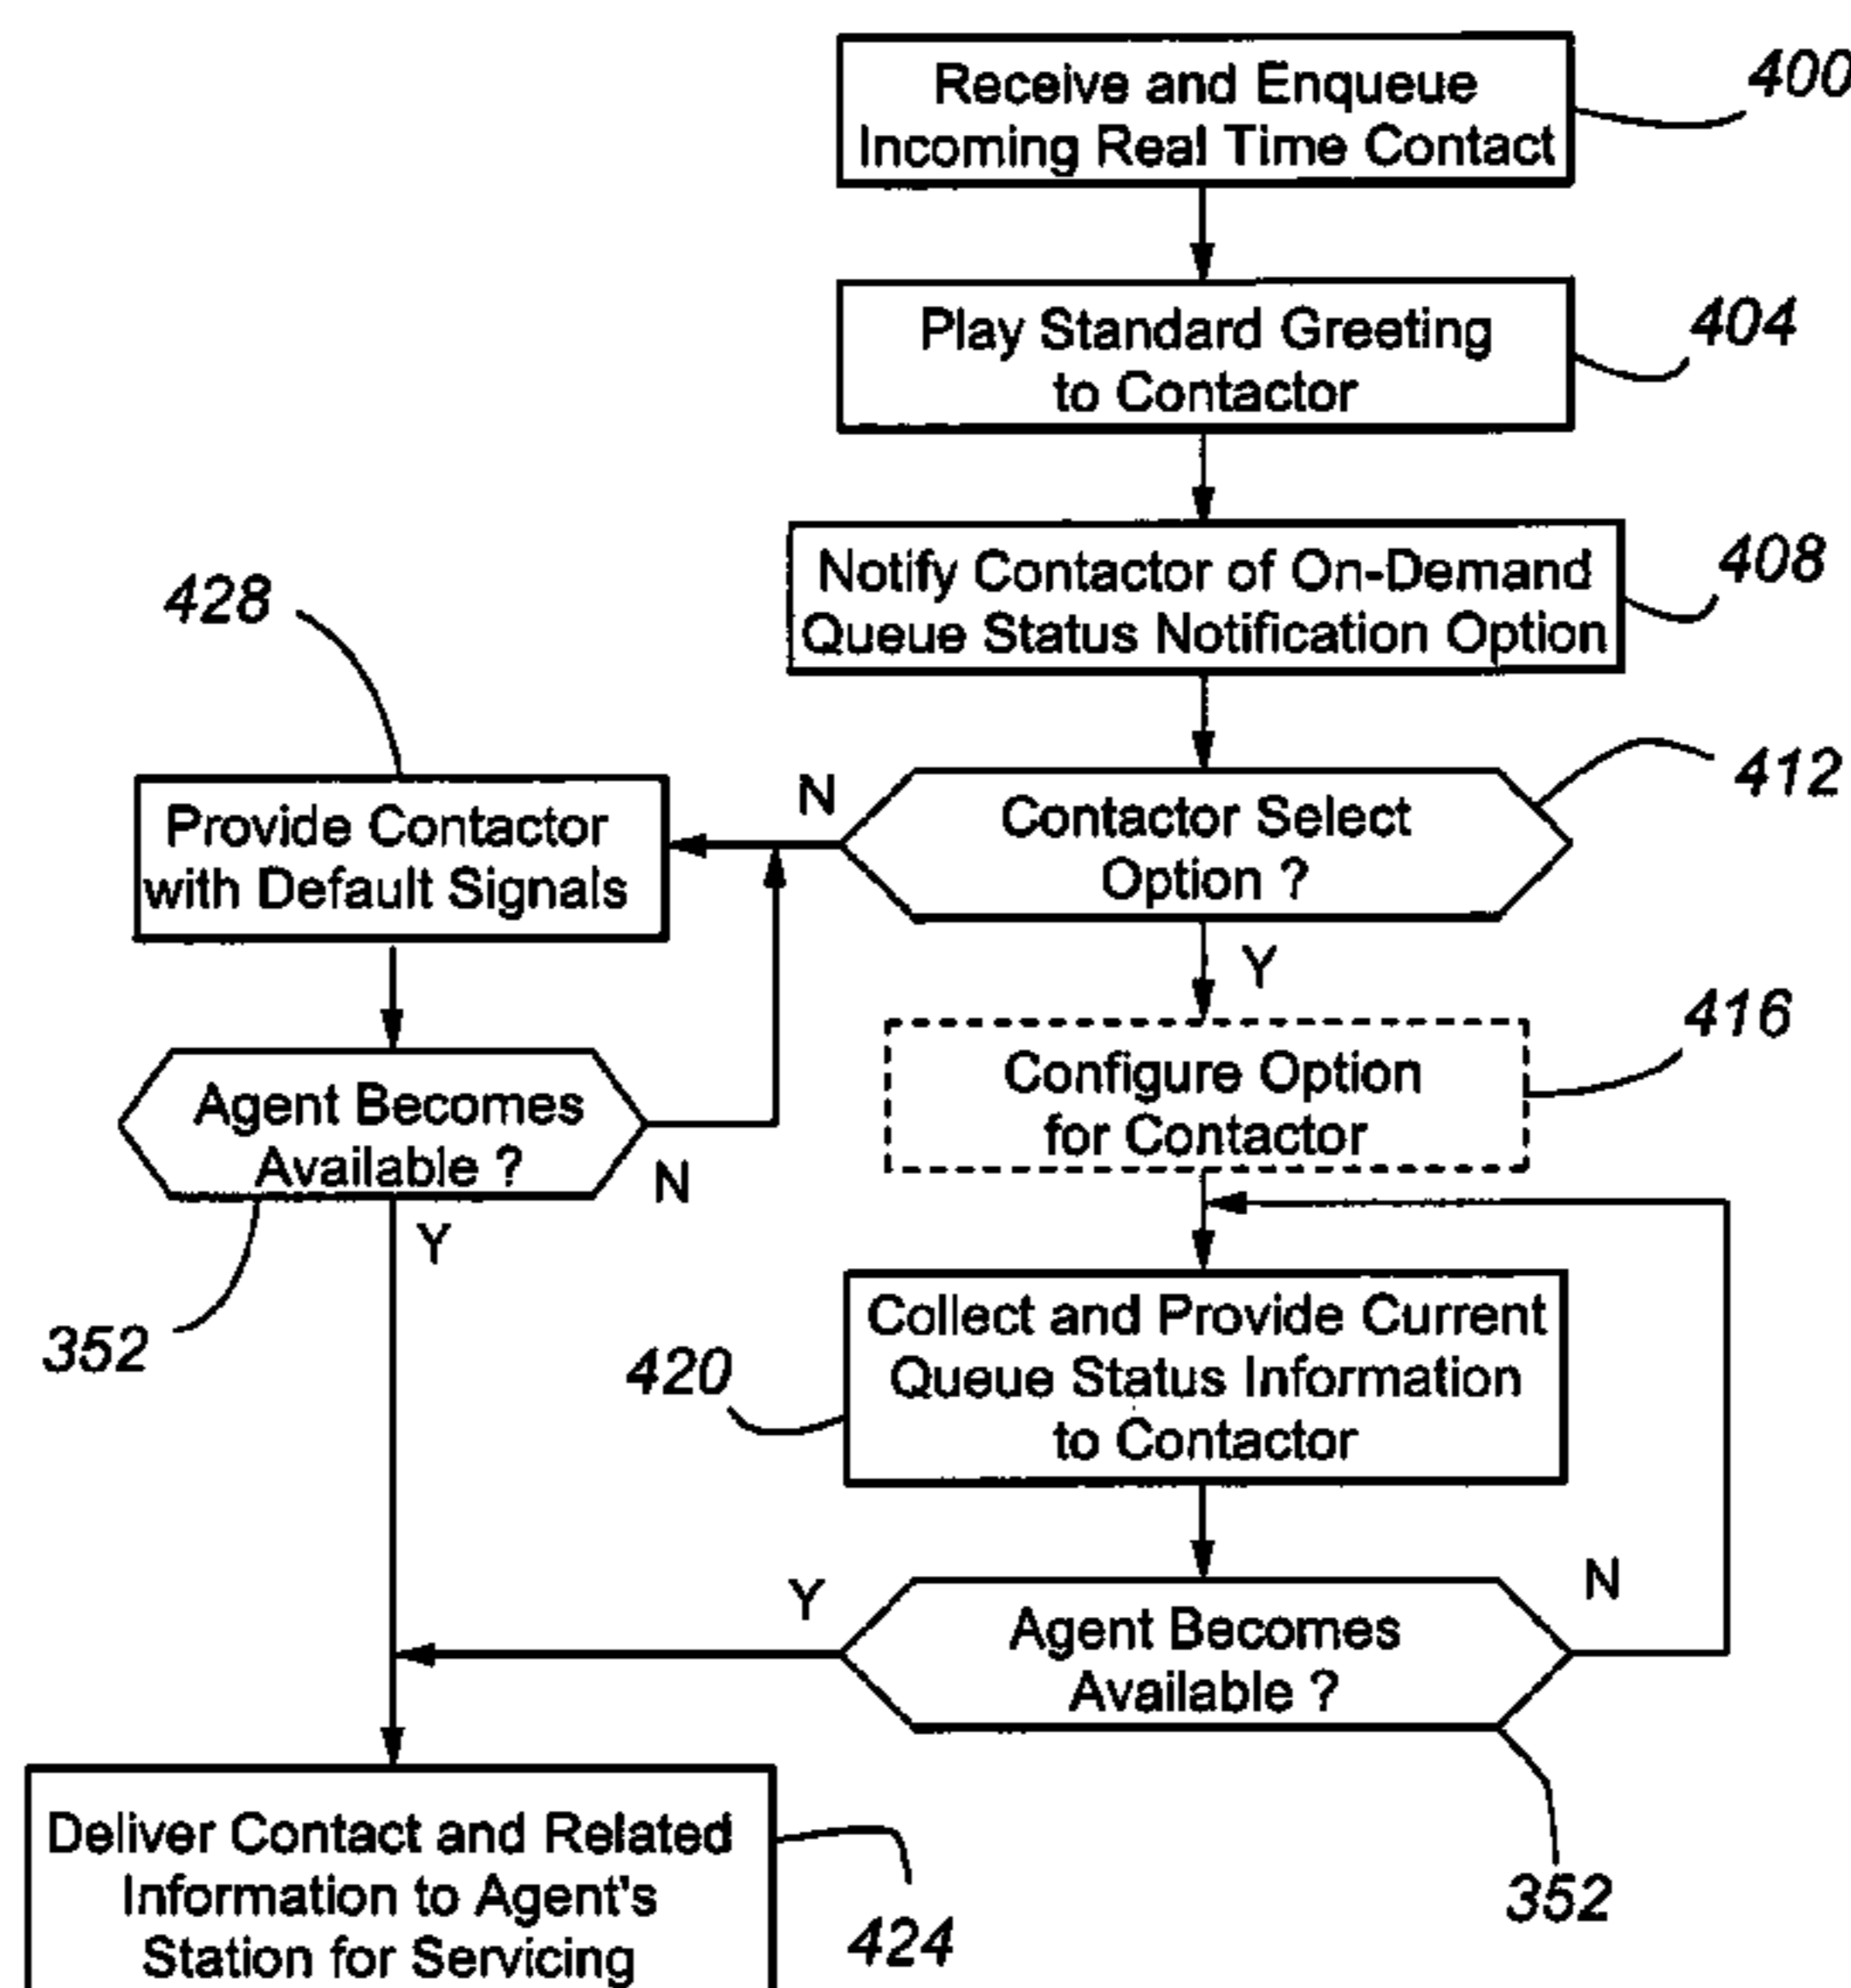 Receive and Enqueue
Incoming Real Time Contact
400
Play Standard Greeting
to Contactor
404
Notify Contactor of On-Demand
Queue Status Notification Option
408
428
Provide Contactor
with Default Signals
N
Contactor Select
Option ?
412
Y
Agent Becomes
Available ?
N
Y
352
Configure Option
for Contactor
416
Collect and Provide Current
Queue Status Information
to Contactor
420
Y
Agent Becomes
Available ?
N
352
Deliver Contact and Related
Information to Agent's
Station for Servicing
424